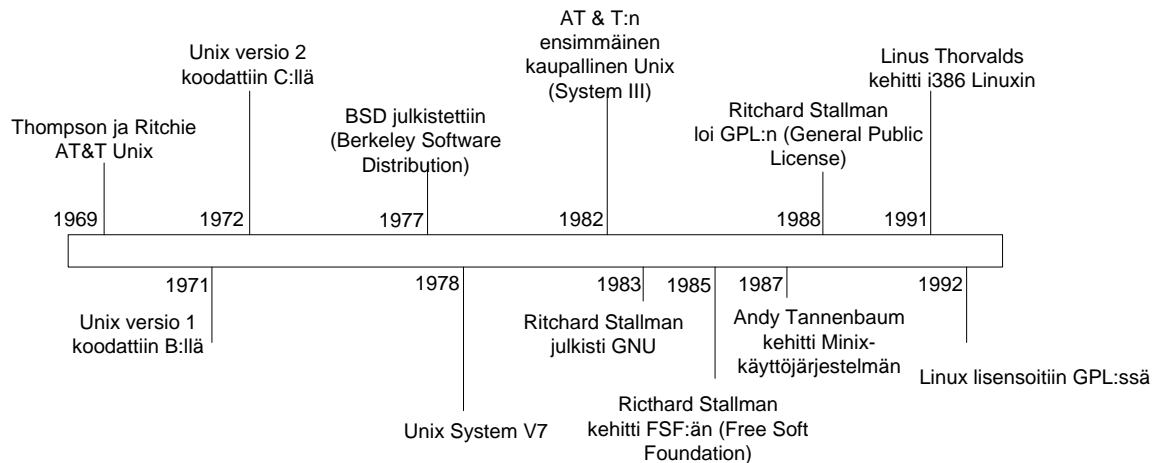 AT & T:n
ensimmäinen
kaupallinen Unix
(System III)
Unix versio 2
koodattiin C:llä
Linus Thorvalds
kehitti i386 Linuxin
BSD julkistettiin
(Berkeley Software
Distribution)
Ritchard Stallman
loi GPL:n (General Public
License)
Thompson ja Ritchie
AT&T Unix
1969
1972
1977
1982
1988
1991
1971
1978
1983
1985
1987
1992
Unix versio 1
koodattiin B:llä
Ritchard Stallman
julkisti GNU
Andy Tannenbaum
kehitti Minix-
käyttöjärjestelmän
Linux lisensoitiin GPL:ssä
Unix System V7
Ricthard Stallman
kehitti FSF:än (Free Soft
Foundation)